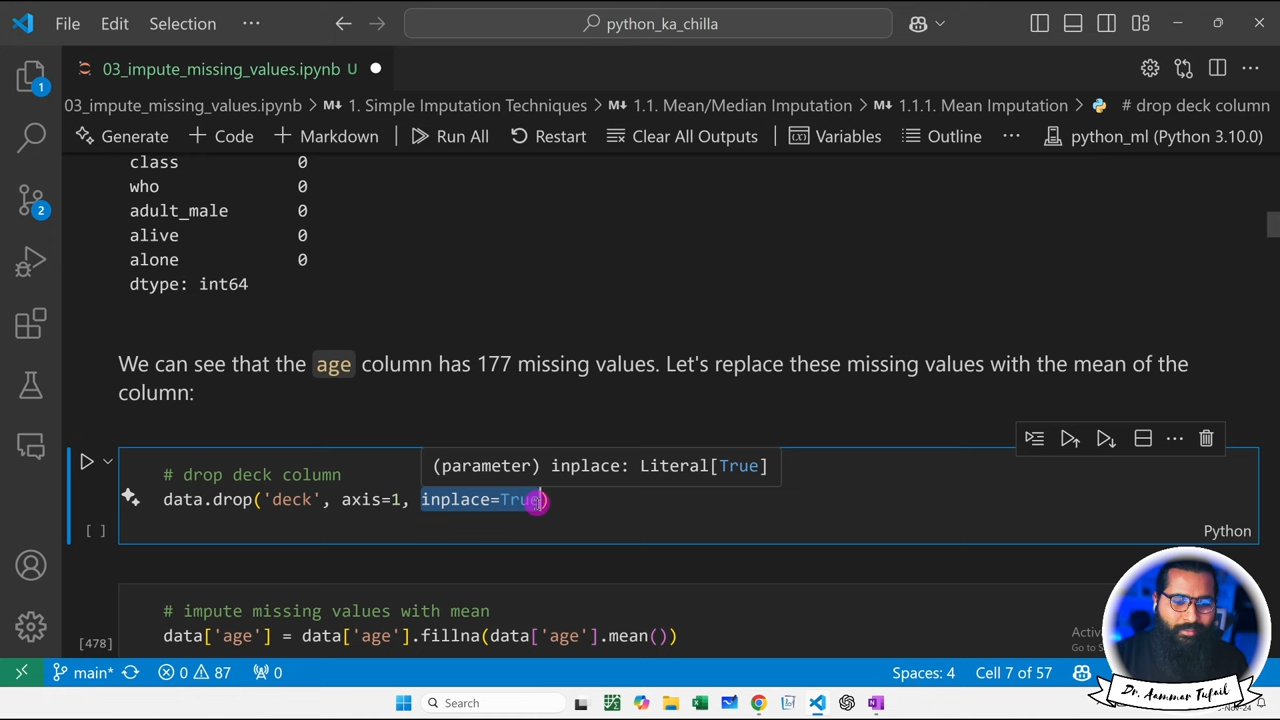 File Edit Selection ··· python_ka_chilla
03_impute_missing_values.ipynb U
03_impute_missing_values.ipynb > 1. Simple Imputation Techniques > 1.1. Mean/Median Imputation > 1.1.1. Mean Imputation > # drop deck column
Generate + Code + Markdown Run All Restart Clear All Outputs Variables Outline ··· python_ml (Python 3.10.0)
class 0
who 0
adult_male 0
alive 0
alone 0
dtype: int64
We can see that the age column has 177 missing values. Let's replace these missing values with the mean of the
column:
(parameter) inplace: Literal[True]
# drop deck column
data.drop('deck', axis=1, inplace=True)
[ ] Python
# impute missing values with mean
data['age'] = data['age'].fillna(data['age'].mean())
[478]
main* 0 87 0 Spaces: 4 Cell 7 of 57
Search
Dr. Aammar Tufail
1
2